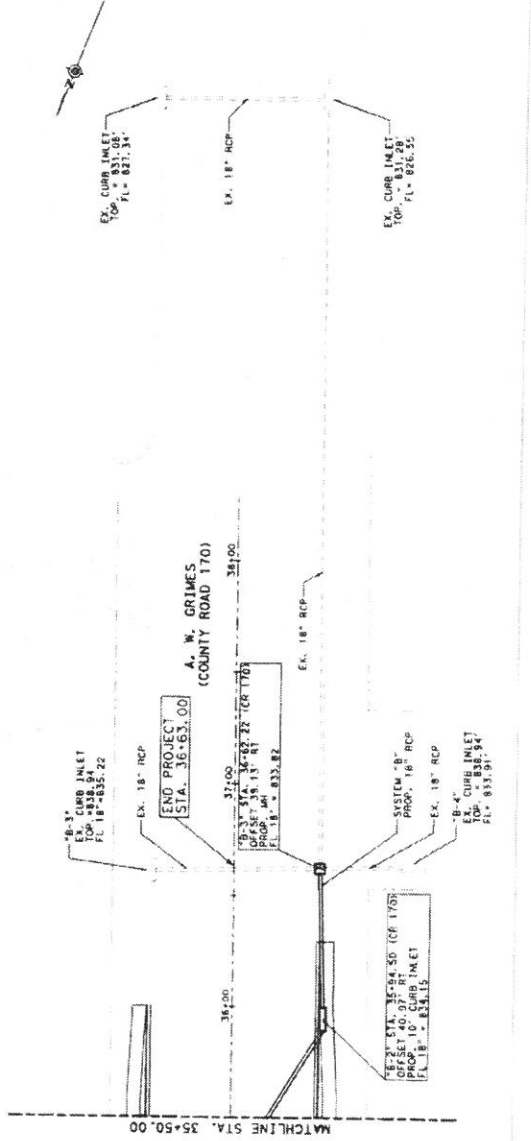 N
EX. CURB INLET
TOP. = 831.08'
FL= 827.34'
EX. 18" RCP
EX. CURB INLET
TOP. = 831.28'
FL= 826.55
A. W. GRIMES
(COUNTY ROAD 170)
38+00
37+00
36+00
EX. 18" RCP
"B-3"
EX. CURB INLET
TOP. =838.94
FL 18"=835.22
EX. 18" RCP
END PROJECT
STA. 36+63.00
"B-3" STA. 36+62.22 (CR 170)
OFFSET 39.13' RT
PROP. MH
FL 18" = 833.82
SYSTEM "B"
PROP. 18" RCP
EX. 18" RCP
"B-4"
EX. CURB INLET
TOP. = 838.94'
FL= 833.91'
"B-2" STA. 35+94.50 (CR 170)
OFFSET 40.97' RT
PROP. 10' CURB INLET
FL 18" = 834.15
MATCHLINE STA. 35+50.00